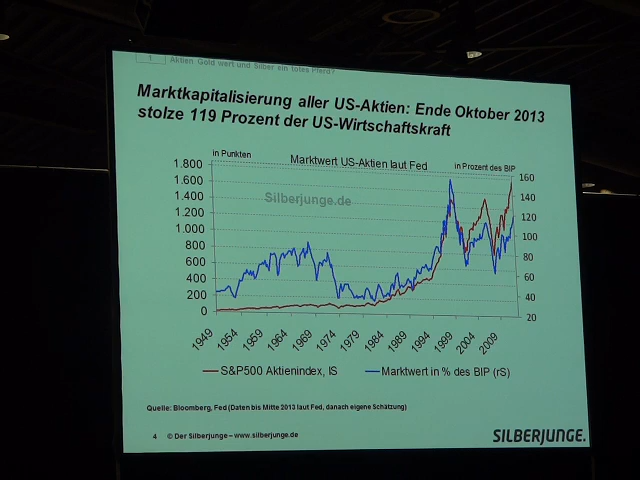 1 Aktien Gold wert und Silber ein totes Pferd?
Marktkapitalisierung aller US-Aktien: Ende Oktober 2013
stolze 119 Prozent der US-Wirtschaftskraft
in Punkten
Marktwert US-Aktien laut Fed
in Prozent des BIP
Silberjunge.de
1.800
1.600
1.400
1.200
1.000
800
600
400
200
0
160
140
120
100
80
60
40
20
1949 1954 1959 1964 1969 1974 1979 1984 1989 1994 1999 2004 2009
S&P500 Aktienindex, lS Marktwert in % des BIP (rS)
Quelle: Bloomberg, Fed (Daten bis Mitte 2013 laut Fed, danach eigene Schätzung)
4 © Der Silberjunge – www.silberjunge.de
SILBERJUNGE.